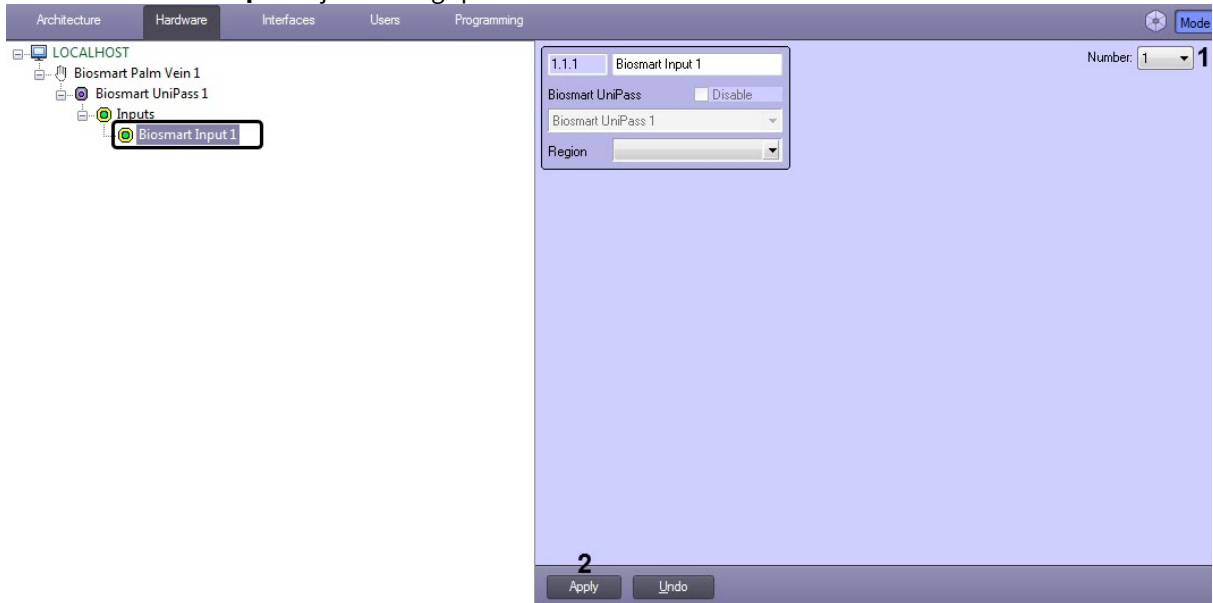 Architecture Hardware Interfaces Users Programming Mode
LOCALHOST
Biosmart Palm Vein 1
Biosmart UniPass 1
Inputs
Biosmart Input 1
1.1.1 Biosmart Input 1
Biosmart UniPass Disable
Biosmart UniPass 1
Region
Number: 1 1
2
Apply Undo